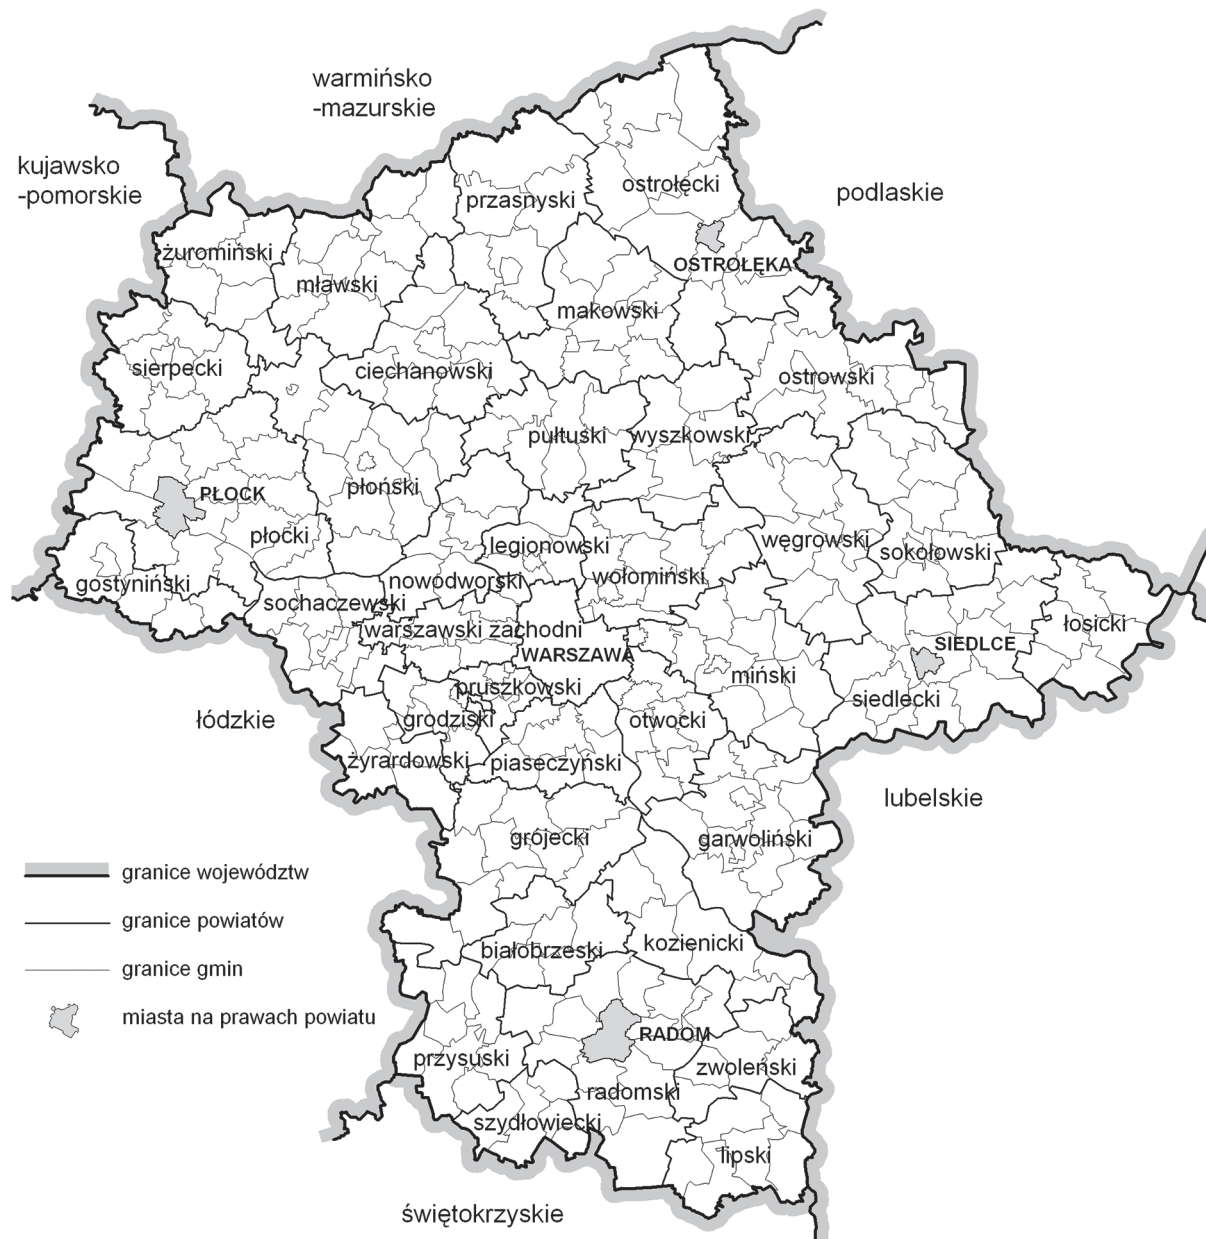 warmińsko
-mazurskie
kujawsko
-pomorskie
podlaskie
przasnyski
ostrołęcki
żuromiński
OSTROŁĘKA
mławski
makowski
sierpecki
ciechanowski
ostrowski
pułtuski
wyszkowski
płoński
PŁOCK
płocki
legionowski
węgrowski
sokołowski
gostyniński
nowodworski
wołomiński
sochaczewski
łosicki
warszawski zachodni
WARSZAWA
SIEDLCE
miński
pruszkowski
siedlecki
łódzkie
grodziski
otwocki
żyrardowski
piaseczyński
lubelskie
grójecki
garwoliński
granice województw
granice powiatów
białobrzeski
kozienicki
granice gmin
miasta na prawach powiatu
RADOM
przysuski
zwoleński
radomski
szydłowiecki
lipski
świętokrzyskie